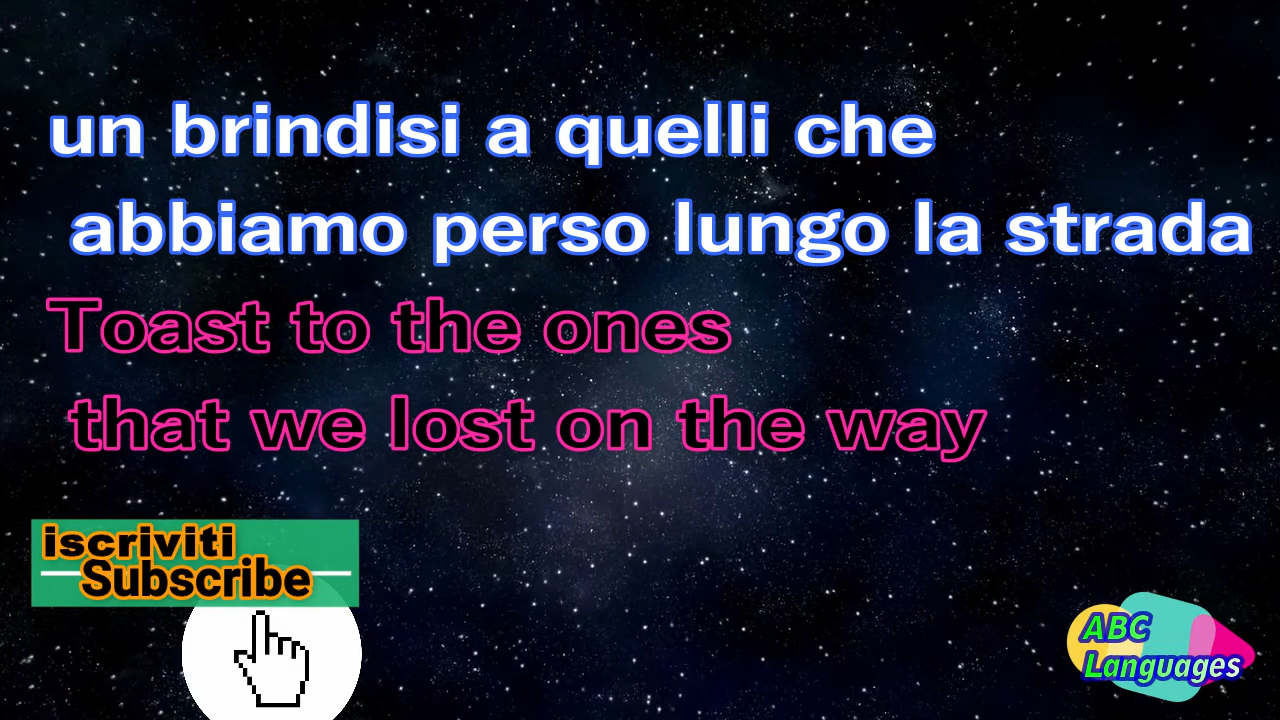 un brindisi a quelli che
abbiamo perso lungo la strada
Toast to the ones
that we lost on the way
iscriviti
Subscribe
ABC
Languages